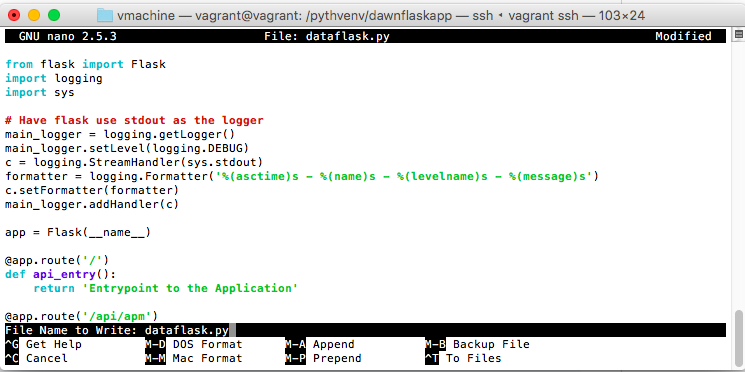 vmachine — vagrant@vagrant: /pythvenv/dawnflaskapp — ssh ‹ vagrant ssh — 103×24
GNU nano 2.5.3 File: dataflask.py Modified
from flask import Flask
import logging
import sys
# Have flask use stdout as the logger
main_logger = logging.getLogger()
main_logger.setLevel(logging.DEBUG)
c = logging.StreamHandler(sys.stdout)
formatter = logging.Formatter('%(asctime)s - %(name)s - %(levelname)s - %(message)s')
c.setFormatter(formatter)
main_logger.addHandler(c)
app = Flask(__name__)
@app.route('/')
def api_entry():
    return 'Entrypoint to the Application'
@app.route('/api/apm')
File Name to Write: dataflask.py
^G Get Help M-D DOS Format M-A Append M-B Backup File
^C Cancel M-M Mac Format M-P Prepend ^T To Files